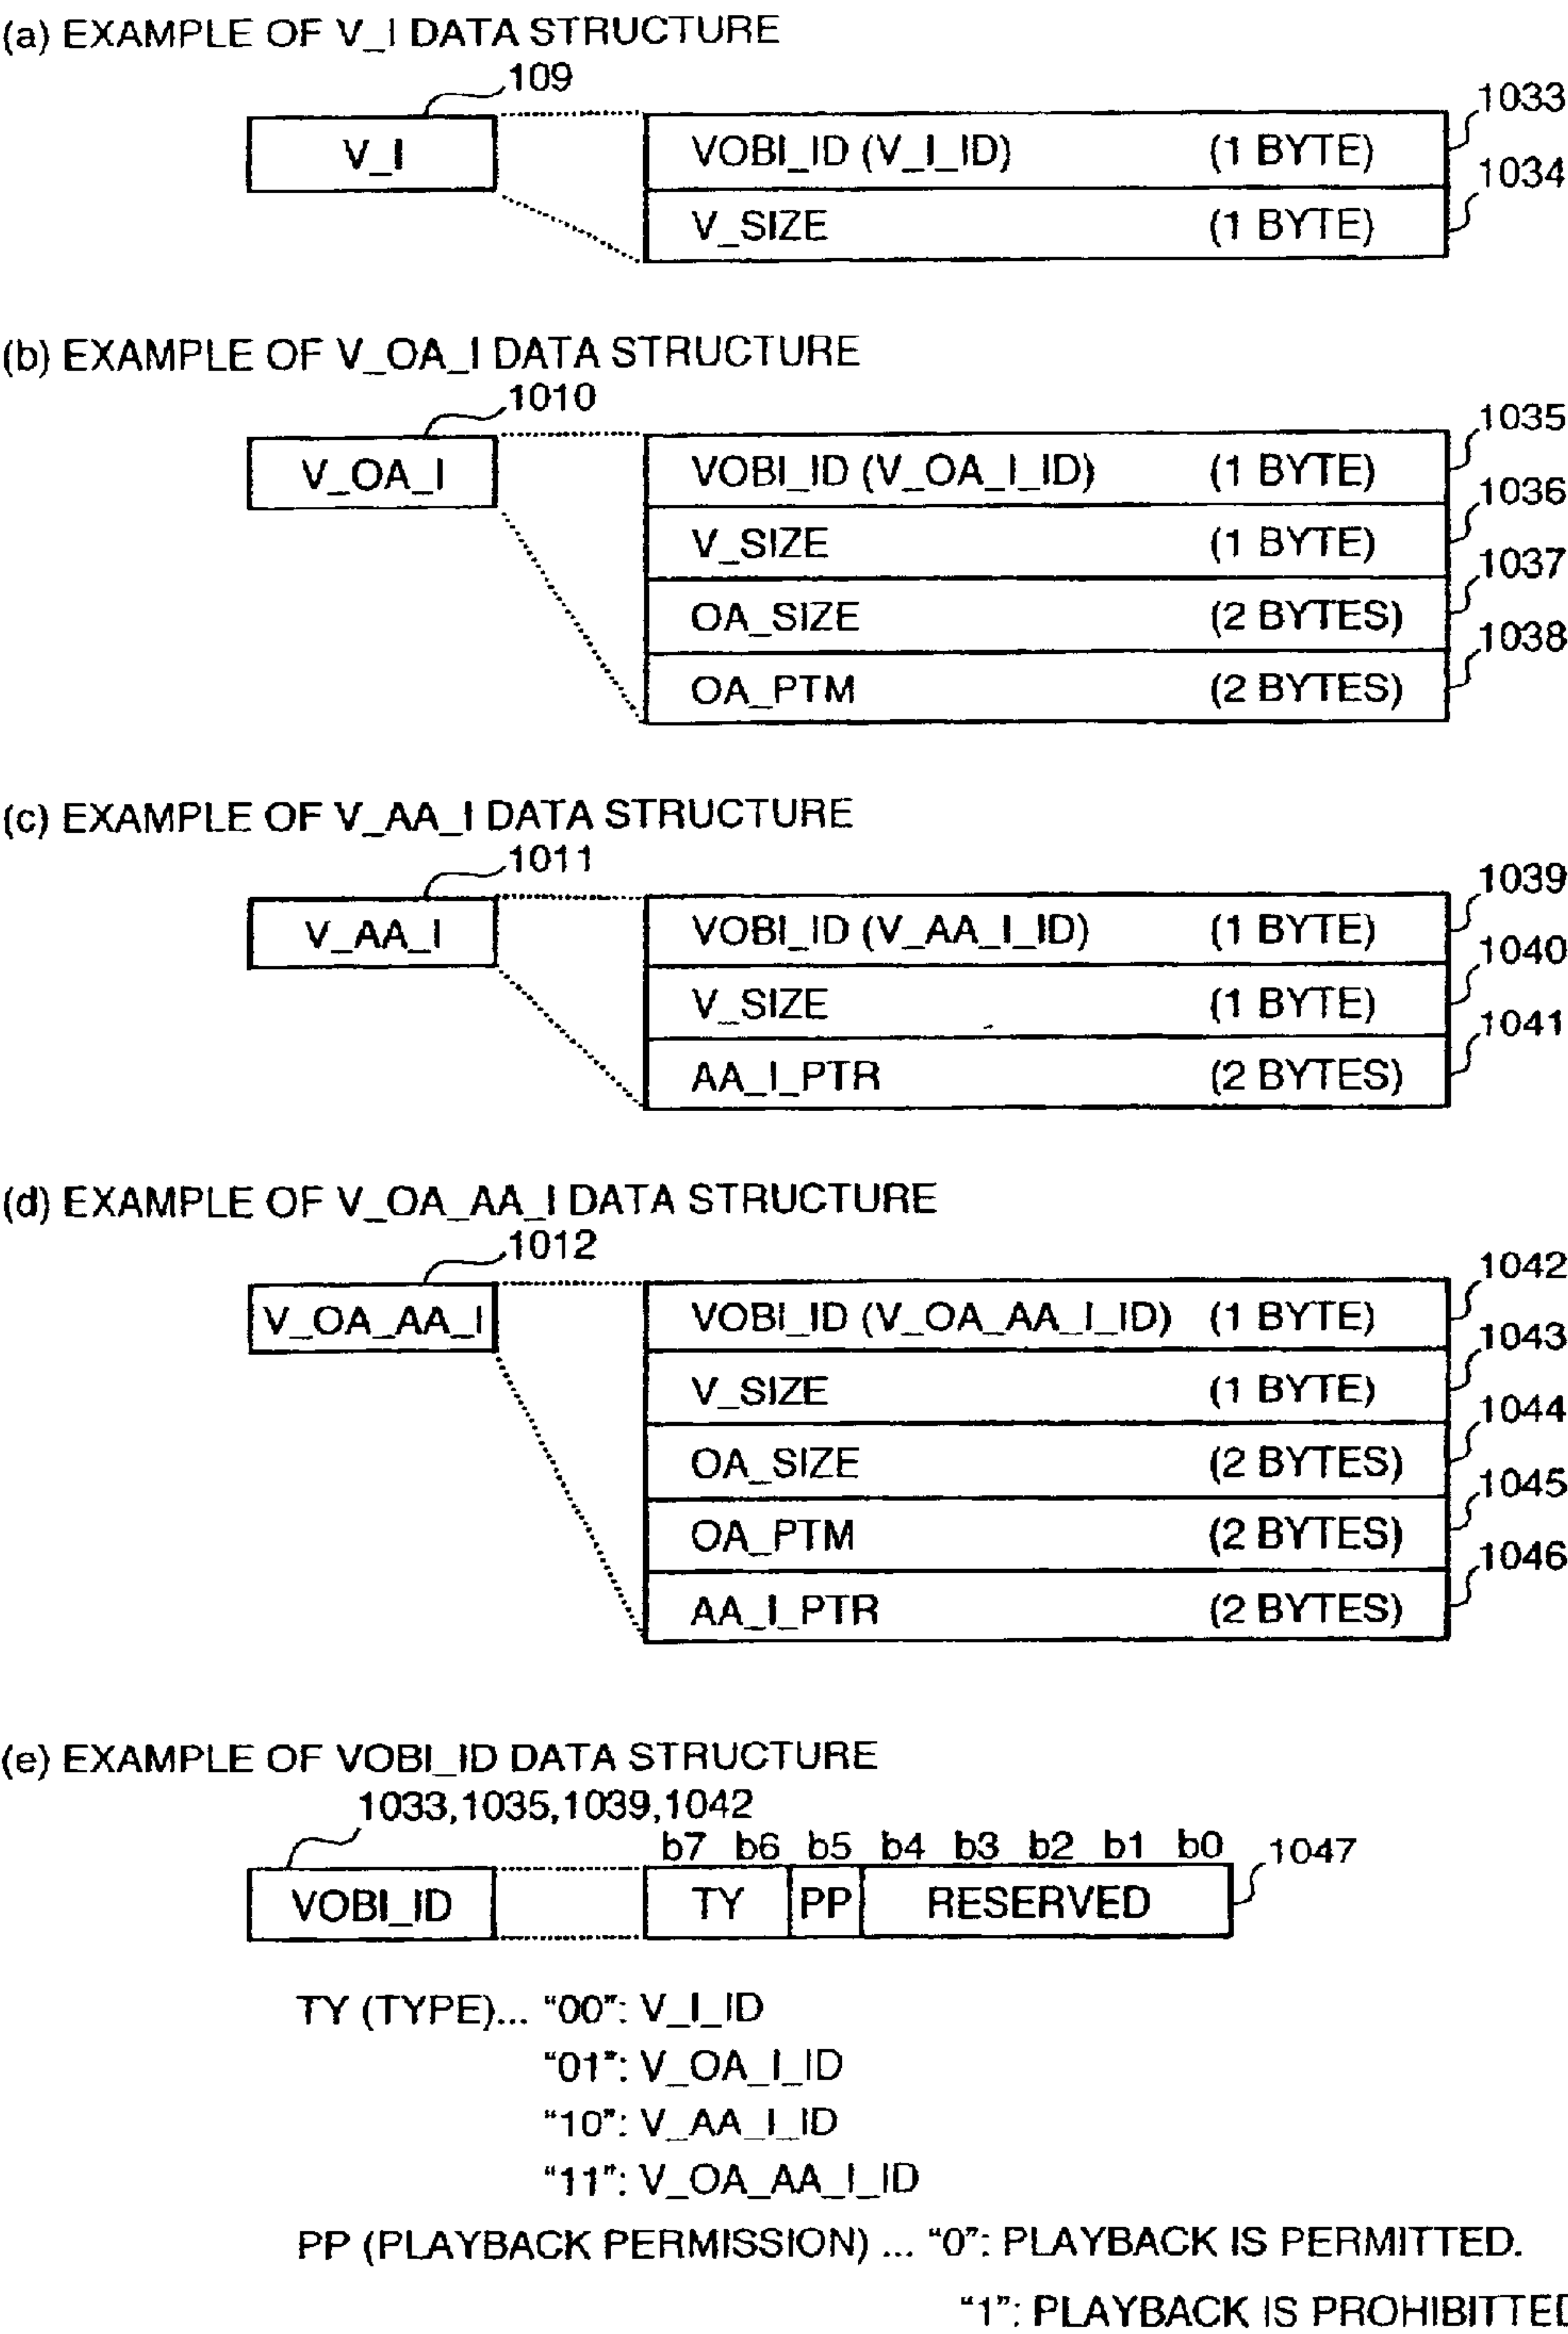 (a) EXAMPLE OF V_I DATA STRUCTURE
109
V_I
VOBI_ID (V_I_ID) (1 BYTE) 1033
V_SIZE (1 BYTE) 1034
(b) EXAMPLE OF V_OA_I DATA STRUCTURE
1010
V_OA_I
VOBI_ID (V_OA_I_ID) (1 BYTE) 1035
V_SIZE (1 BYTE) 1036
OA_SIZE (2 BYTES) 1037
OA_PTM (2 BYTES) 1038
(c) EXAMPLE OF V_AA_I DATA STRUCTURE
1011
V_AA_I
VOBI_ID (V_AA_I_ID) (1 BYTE) 1039
V_SIZE (1 BYTE) 1040
AA_I_PTR (2 BYTES) 1041
(d) EXAMPLE OF V_OA_AA_I DATA STRUCTURE
1012
V_OA_AA_I
VOBI_ID (V_OA_AA_I_ID) (1 BYTE) 1042
V_SIZE (1 BYTE) 1043
OA_SIZE (2 BYTES) 1044
OA_PTM (2 BYTES) 1045
AA_I_PTR (2 BYTES) 1046
(e) EXAMPLE OF VOBI_ID DATA STRUCTURE
1033,1035,1039,1042
b7 b6 b5 b4 b3 b2 b1 b0 1047
VOBI_ID TY PP RESERVED
TY (TYPE)... “00”: V_I_ID
“01”: V_OA_I_ID
“10”: V_AA_I_ID
“11”: V_OA_AA_I_ID
PP (PLAYBACK PERMISSION) ... “0”: PLAYBACK IS PERMITTED.
“1”: PLAYBACK IS PROHIBITTED